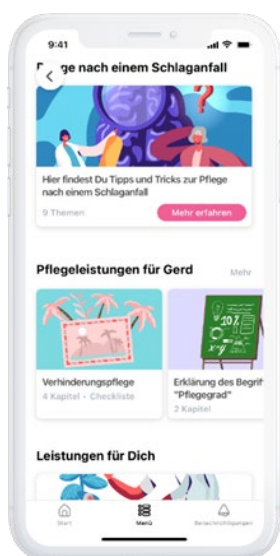 9:41
Pflege nach einem Schlaganfall
Hier findest Du Tipps und Tricks zur Pflege
nach einem Schlaganfall
9 Themen
Mehr erfahren
Pflegeleistungen für Gerd
Mehr
Verhinderungspflege
4 Kapitel - Checkliste
10
Erklärung des Begriff
"Pflegegrad"
2 Kapitel
Leistungen für Dich
Start
Menü
Benachrichtigungen